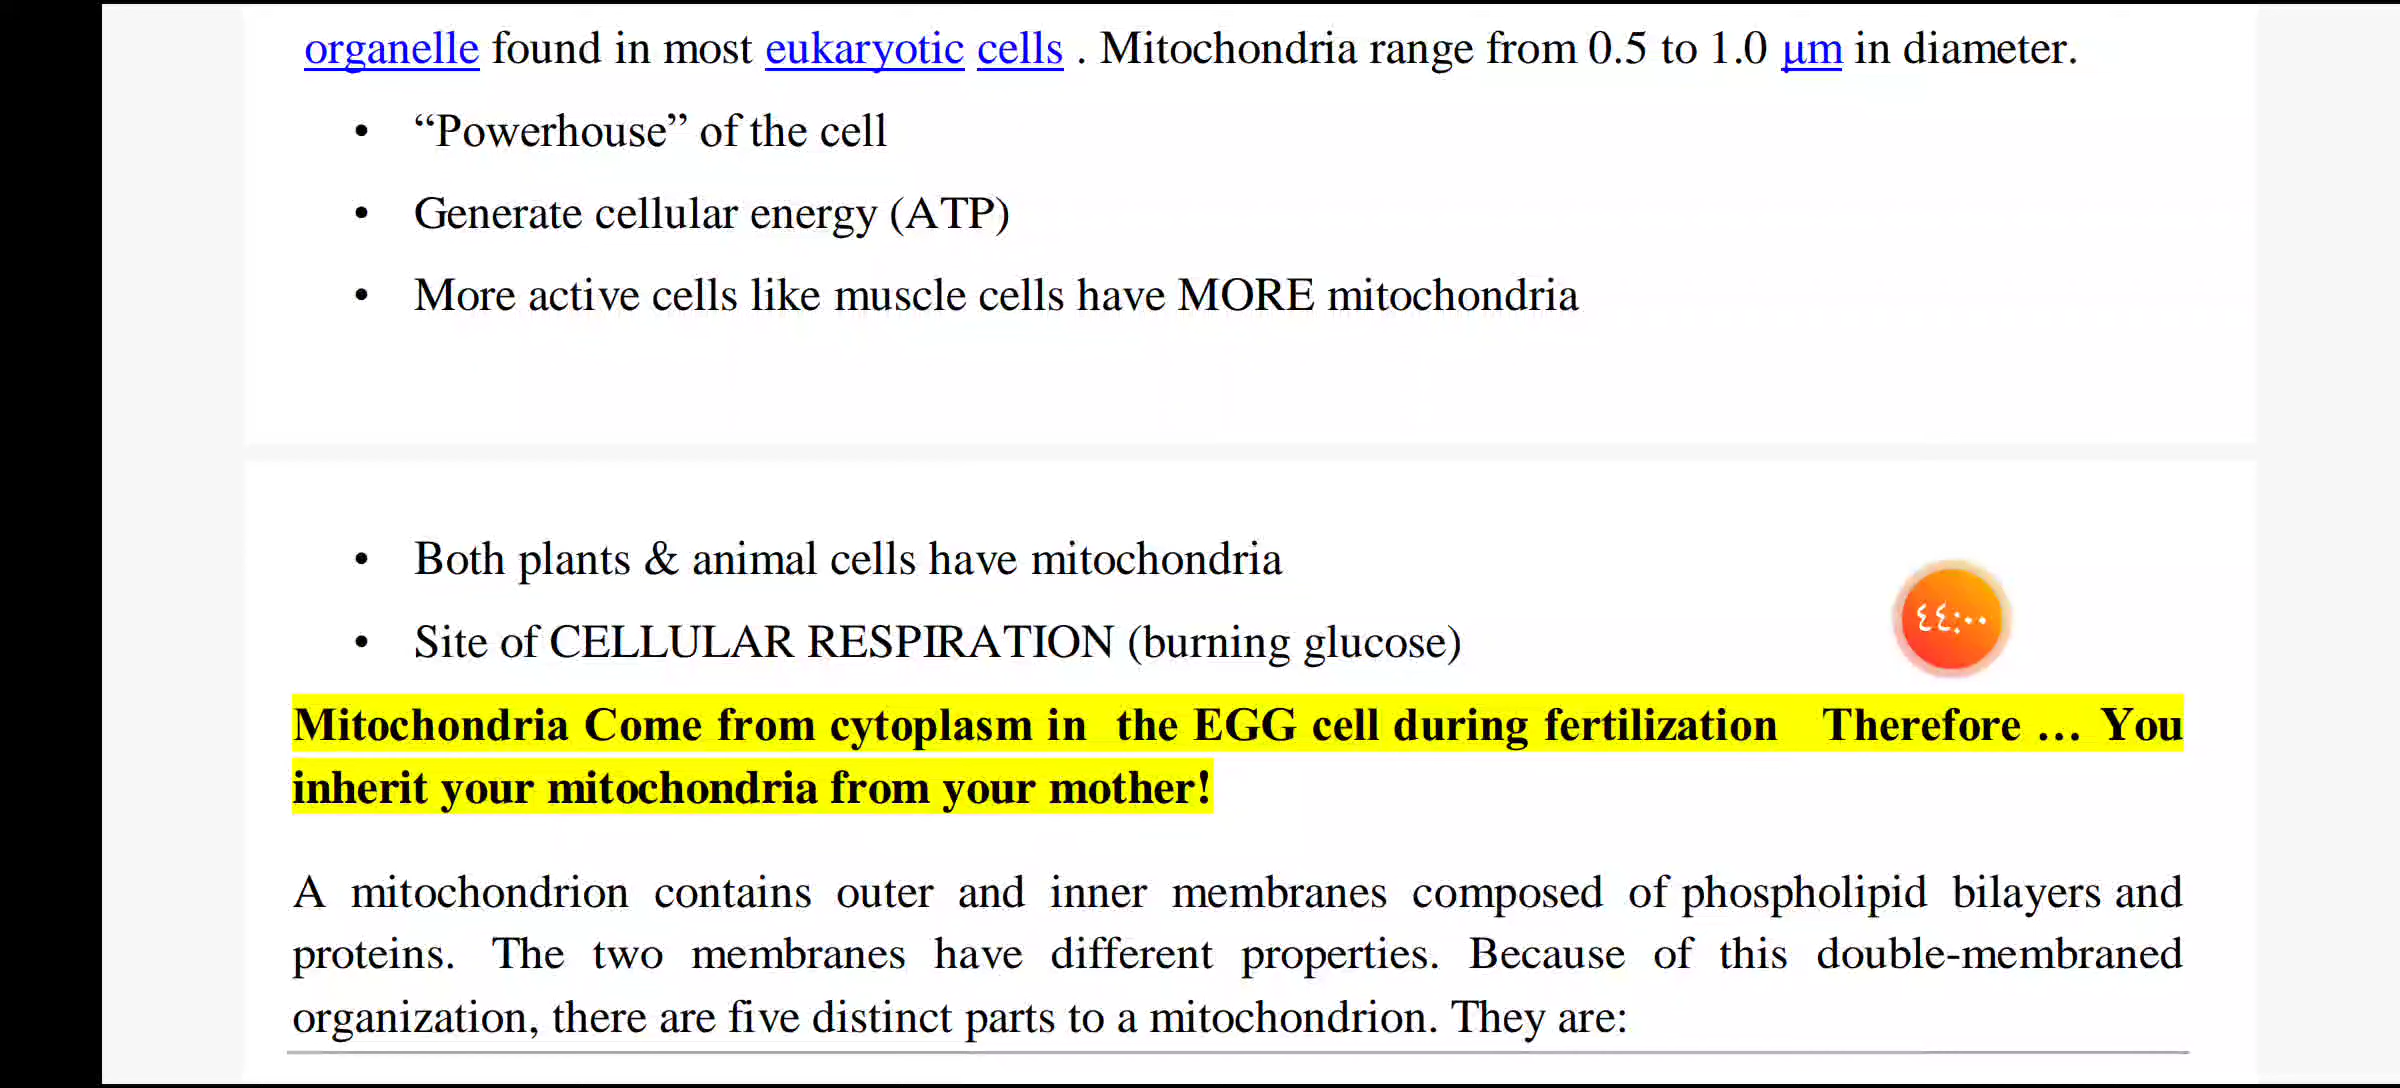 organelle found in most eukaryotic cells . Mitochondria range from 0.5 to 1.0 μm in diameter.
• “Powerhouse” of the cell
• Generate cellular energy (ATP)
• More active cells like muscle cells have MORE mitochondria
• Both plants & animal cells have mitochondria
٤٤:٠٠
• Site of CELLULAR RESPIRATION (burning glucose)
Mitochondria Come from cytoplasm in the EGG cell during fertilization Therefore … You
inherit your mitochondria from your mother!
A mitochondrion contains outer and inner membranes composed of phospholipid bilayers and
proteins. The two membranes have different properties. Because of this double-membraned
organization, there are five distinct parts to a mitochondrion. They are: